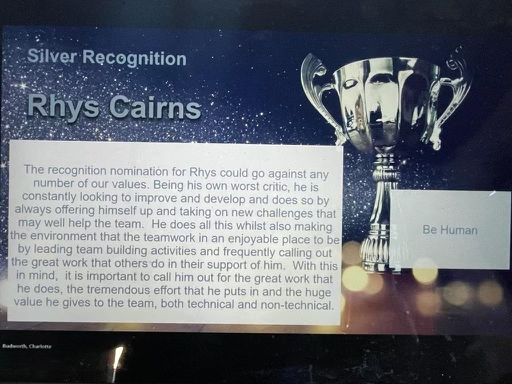 Silver Recognition
Rhys Cairns
The recognition nomination for Rhys could go against any
number of our values. Being his own worst critic, he is
constantly looking to improve and develop and does so by
always offering himself up and taking on new challenges that
may well help the team.  He does all this whilst also making
the environment that the teamwork in an enjoyable place to be
by leading team building activities and frequently calling out
the great work that others do in their support of him.  With this
in mind,  it is important to call him out for the great work that
he does, the tremendous effort that he puts in and the huge
value he gives to the team, both technical and non-technical.
Be Human
Budworth, Charlotte